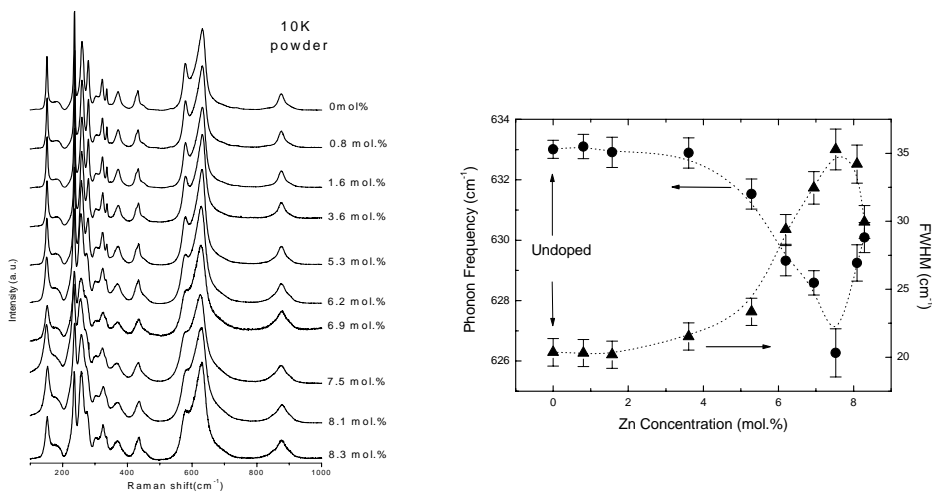 10K
powder
0mol%
0.8 mol.%
1.6 mol.%
3.6 mol.%
5.3 mol.%
6.2 mol.%
6.9 mol.%
7.5 mol.%
8.1 mol.%
8.3 mol.%
Intensity (a. u.)
200 400 600 800 1000
Raman shift(cm⁻¹)
634
632
630
628
626
Phonon Frequency (cm⁻¹)
Undoped
35
30
25
20
FWHM (cm⁻¹)
0 2 4 6 8
Zn Concentration (mol.%)